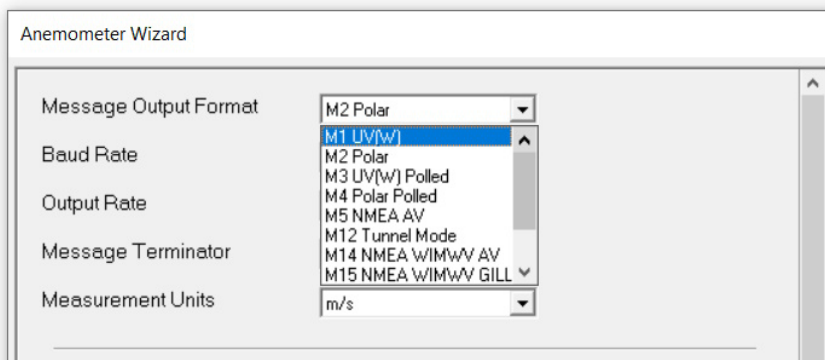 Anemometer Wizard
Message Output Format M2 Polar
M1 UV(W)
Baud Rate M2 Polar
M3 UV(W) Polled
Output Rate M4 Polar Polled
M5 NMEA AV
M12 Tunnel Mode
Message Terminator M14 NMEA WIMWV AV
M15 NMEA WIMWV GILL
Measurement Units m/s